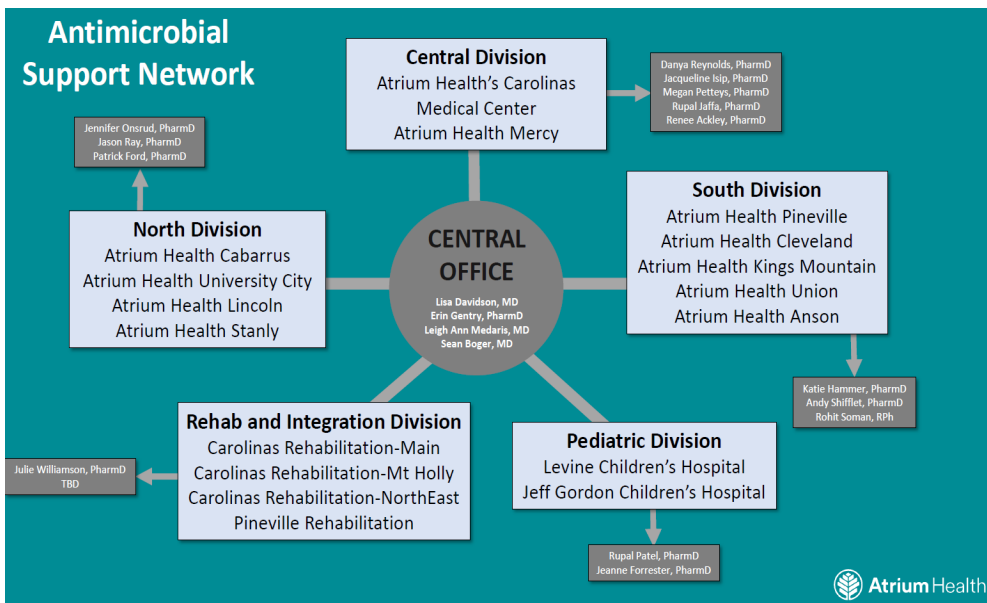 Antimicrobial
Support Network
Central Division
Atrium Health's Carolinas
Medical Center
Atrium Health Mercy
Danya Reynolds, PharmD
Jacqueline Isip, PharmD
Megan Petteys, PharmD
Rupal Jaffa, PharmD
Renee Ackley, PharmD
Jennifer Onsrud, PharmD
Jason Ray, PharmD
Patrick Ford, PharmD
North Division
Atrium Health Cabarrus
Atrium Health University City
Atrium Health Lincoln
Atrium Health Stanly
CENTRAL
OFFICE
Lisa Davidson, MD
Erin Gentry, PharmD
Leigh Ann Medaris, MD
Sean Boger, MD
South Division
Atrium Health Pineville
Atrium Health Cleveland
Atrium Health Kings Mountain
Atrium Health Union
Atrium Health Anson
Katie Hammer, PharmD
Andy Shifflet, PharmD
Rohit Soman, RPh
Rehab and Integration Division
Carolinas Rehabilitation-Main
Carolinas Rehabilitation-Mt Holly
Carolinas Rehabilitation-NorthEast
Pineville Rehabilitation
Julie Williamson, PharmD
TBD
Pediatric Division
Levine Children's Hospital
Jeff Gordon Children's Hospital
Rupal Patel, PharmD
Jeanne Forrester, PharmD
Atrium Health